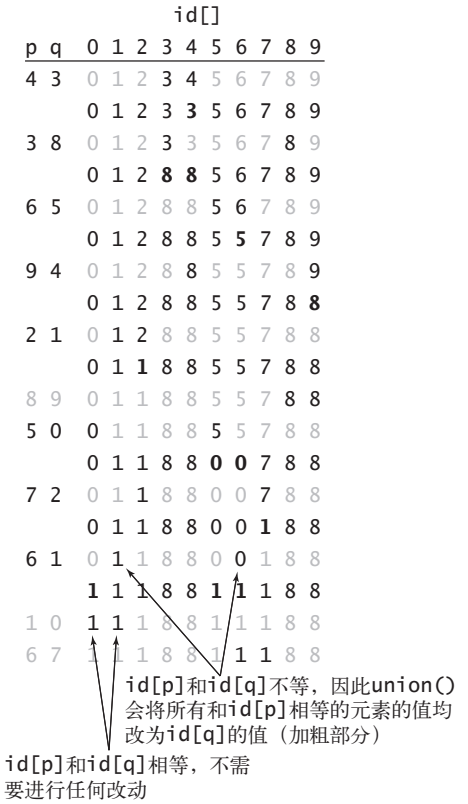 id[]
p q 0 1 2 3 4 5 6 7 8 9
4 3 0 1 2 3 4 5 6 7 8 9
0 1 2 3 3 5 6 7 8 9
3 8 0 1 2 3 3 5 6 7 8 9
0 1 2 8 8 5 6 7 8 9
6 5 0 1 2 8 8 5 6 7 8 9
0 1 2 8 8 5 5 7 8 9
9 4 0 1 2 8 8 5 5 7 8 9
0 1 2 8 8 5 5 7 8 8
2 1 0 1 2 8 8 5 5 7 8 8
0 1 1 8 8 5 5 7 8 8
8 9 0 1 1 8 8 5 5 7 8 8
5 0 0 1 1 8 8 5 5 7 8 8
0 1 1 8 8 0 0 7 8 8
7 2 0 1 1 8 8 0 0 7 8 8
0 1 1 8 8 0 0 1 8 8
6 1 0 1 1 8 8 0 0 1 8 8
1 1 1 8 8 1 1 1 8 8
1 0 1 1 1 8 8 1 1 1 8 8
6 7 1 1 1 8 8 1 1 1 8 8
id[p]和id[q]不等，因此union()
会将所有和id[p]相等的元素的值均
改为id[q]的值（加粗部分）
id[p]和id[q]相等，不需
要进行任何改动